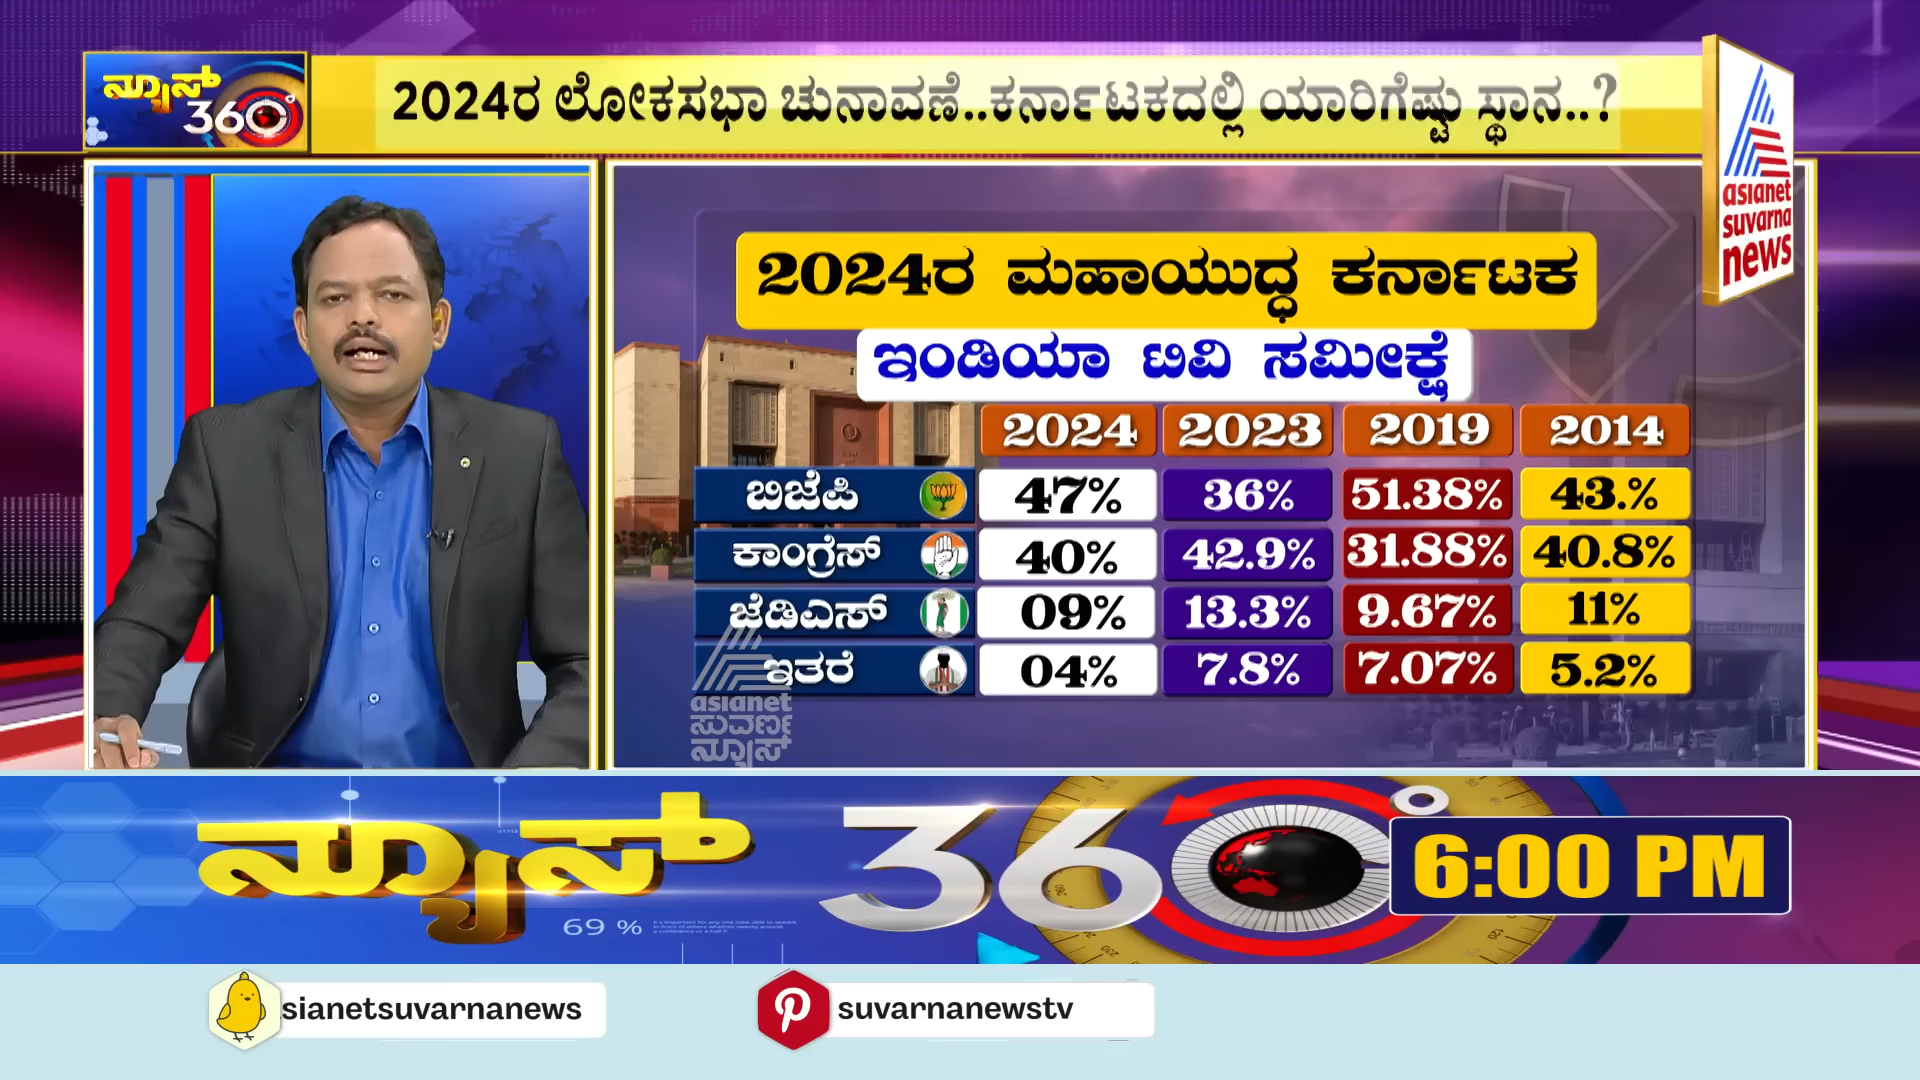 ನ್ಯೂಸ್
360°
2024ರ ಲೋಕಸಭಾ ಚುನಾವಣೆ..ಕರ್ನಾಟಕದಲ್ಲಿ ಯಾರಿಗೆಷ್ಟು ಸ್ಥಾನ..?
asianet
suvarna
news
2024ರ ಮಹಾಯುದ್ಧ ಕರ್ನಾಟಕ
ಇಂಡಿಯಾ ಟಿವಿ ಸಮೀಕ್ಷೆ
2024 2023 2019 2014
ಬಿಜೆಪಿ 47% 36% 51.38% 43.%
ಕಾಂಗ್ರೆಸ್ 40% 42.9% 31.88% 40.8%
ಜೆಡಿಎಸ್ 09% 13.3% 9.67% 11%
ಇತರೆ 04% 7.8% 7.07% 5.2%
asianet
ಸುವರ್ಣ
ನ್ಯೂಸ್
ನ್ಯೂಸ್ 360°
6:00 PM
69 %
sianetsuvarnanews
suvarnanewstv